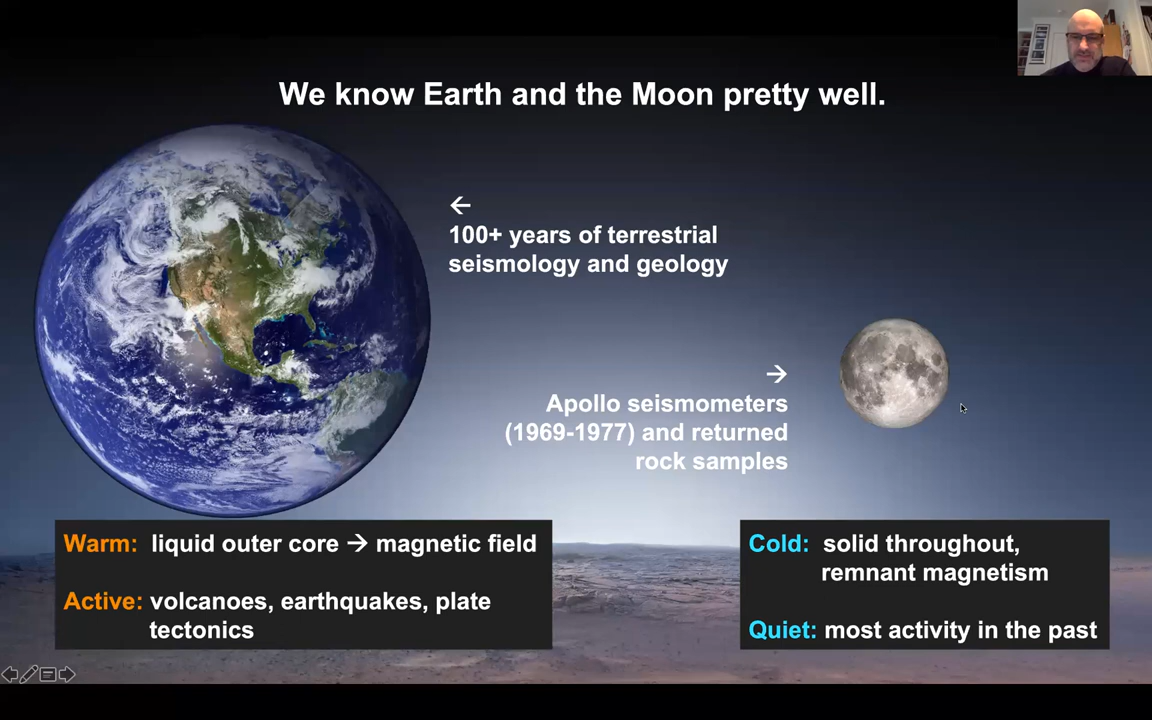 We know Earth and the Moon pretty well.
←
100+ years of terrestrial
seismology and geology
→
Apollo seismometers
(1969-1977) and returned
rock samples
Warm: liquid outer core → magnetic field
Active: volcanoes, earthquakes, plate
tectonics
Cold: solid throughout,
remnant magnetism
Quiet: most activity in the past